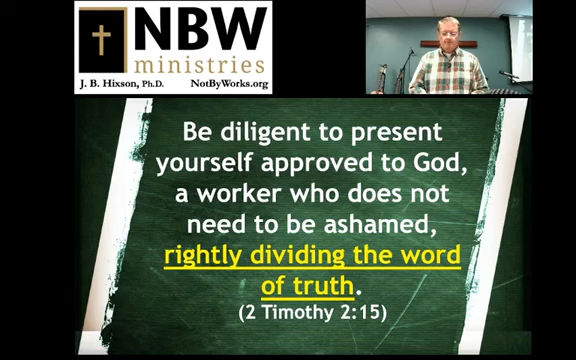 NBW
ministries
J. B. Hixson, Ph.D. NotByWorks.org
Be diligent to present
yourself approved to God,
a worker who does not
need to be ashamed,
rightly dividing the word
of truth.
(2 Timothy 2:15)